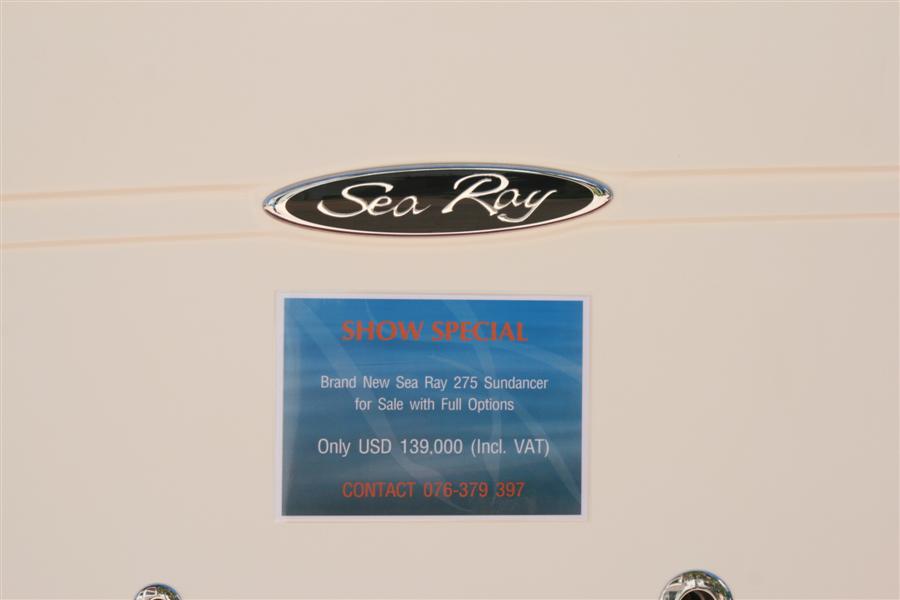 Sea Ray
SHOW SPECIAL
Brand New Sea Ray 275 Sundancer
for Sale with Full Options
Only USD 139,000 (Incl. VAT)
CONTACT 076-379 397